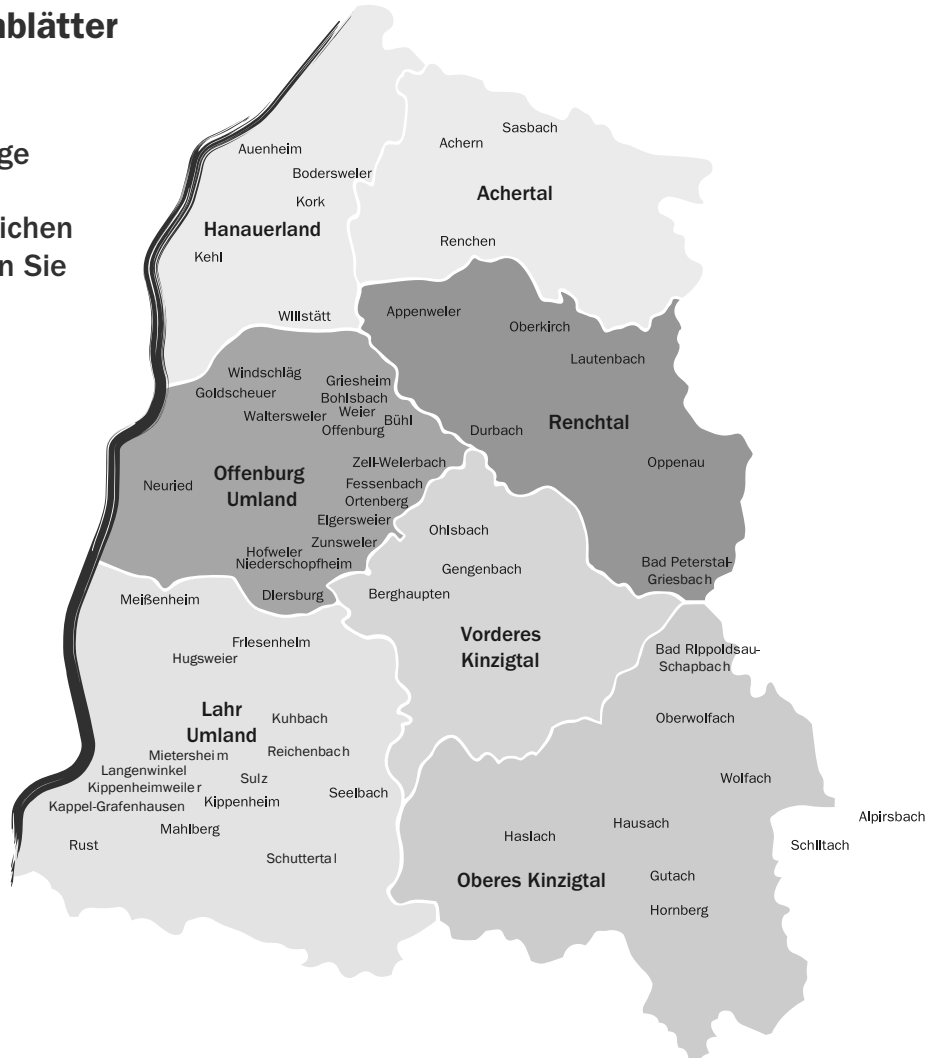 nblätter
ge
ichen
n Sie
Sasbach
Achern
Auenheim
Bodersweier
Achertal
Kork
Hanauerland
Renchen
Kehl
Appenweier
Willstätt
Oberkirch
Lautenbach
Windschläg
Griesheim
Goldscheuer
Bohlsbach
Waltersweier
Weier
Bühl
Offenburg
Durbach
Renchtal
Zell-Weierbach
Oppenau
Offenburg
Umland
Neuried
Fessenbach
Ortenberg
Elgersweier
Ohlsbach
Zunsweier
Hofweier
Niederschopfheim
Gengenbach
Bad Peterstal-
Griesbach
Diersburg
Berghaupten
Meißenheim
Vorderes
Kinzigtal
Friesenheim
Hugsweier
Bad Rippoldsau-
Schapbach
Lahr
Umland
Kuhbach
Oberwolfach
Mietersheim
Reichenbach
Langenwinkel
Sulz
Wolfach
Kippenheimweiler
Seelbach
Kappel-Grafenhausen
Kippenheim
Alpirsbach
Mahlberg
Hausach
Haslach
Rust
Schiltach
Schuttertal
Oberes Kinzigtal
Gutach
Hornberg